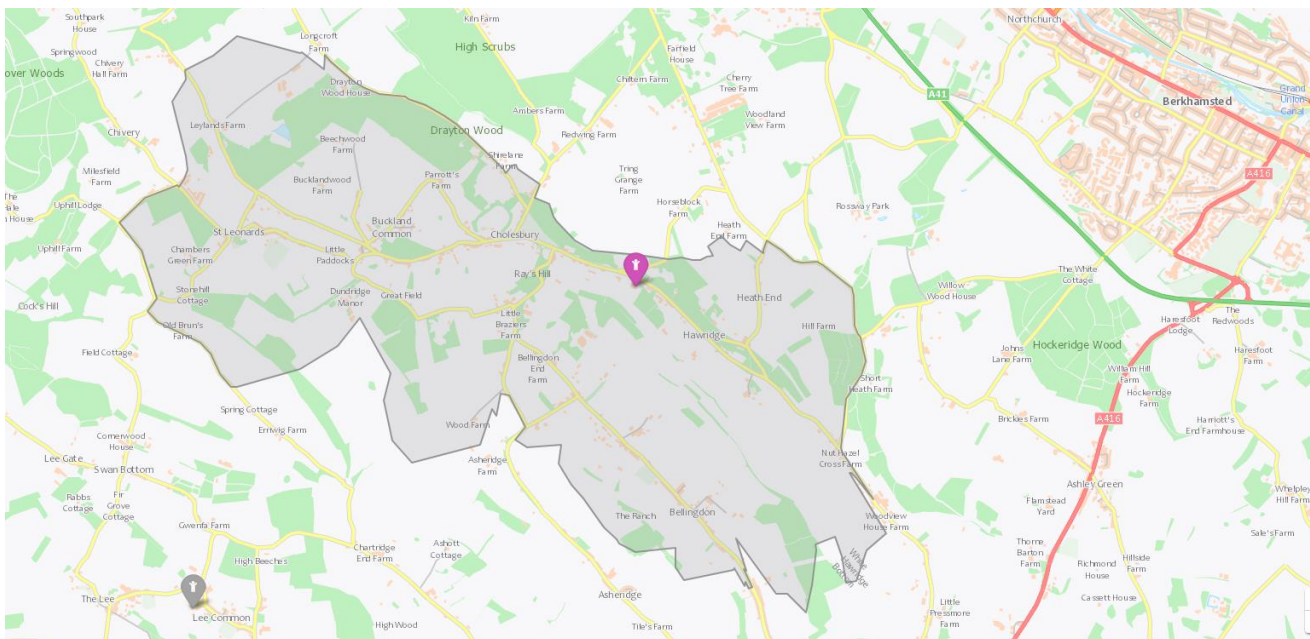 Southpark
House
Springwood
Chivery
Hall Farm
Longcroft
Farm
Kiln Farm
High Scrubs
Farfield
House
Chiltern Farm
Cherry
Tree Farm
Woodland
View Farm
Northchurch
A41
Berkhamsted
Grand
Union
Canal
over Woods
Drayton
Wood House
Leylands Farm
Chivery
Ambers Farm
Drayton Wood
Redwing Farm
Beechwood
Farm
Shirelane
Farm
Milesfield
Farm
Bucklandwood
Farm
Parrott's
Farm
Tring
Grange
Farm
A416
The
n House
Uphill Lodge
Horseblock
Farm
Rossway Park
Uphill Farm
St Leonards
Buckland
Common
Cholesbury
Heath
End Farm
Chambers
Green Farm
Little
Paddocks
Ray's Hill
The White
Cottage
Cock's Hill
Stonehill
Cottage
Dundridge
Manor
Great Field
Heath End
Willow
Wood House
Old Brun's
Farm
Little
Braziers
Farm
Hawridge
Hill Farm
Haresfoot
Lodge
The
Redwoods
Field Cottage
Bellingdon
End
Farm
Johns
Lane Farm
Hockeridge Wood
Haresfoot
Farm
William Hill
Farm
Short
Heath Farm
Hockeridge
Farm
Spring Cottage
Erriwig Farm
Wood Farm
Brickies Farm
A416
Harriott's
End Farmhouse
Cornerwood
House
Lee Gate
Swan Bottom
Asheridge
Farm
Nut Hazel
Cross Farm
Ashley Green
Whelpley
Hill Farm
Rabbs
Cottage
Fir
Grove
Cottage
Flamstead
Yard
Gwenfa Farm
The Ranch
Bellingdon
Woodview
House Farm
Sale's Farm
High Beeches
Chartridge
End Farm
Ashott
Cottage
White
Hawridge
Bottom
Thorne
Barton
Farm
Hillside
Farm
Richmond
House
The Lee
Lee Common
Asheridge
Cassett House
High Wood
Tile's Farm
Little
Pressmore
Farm